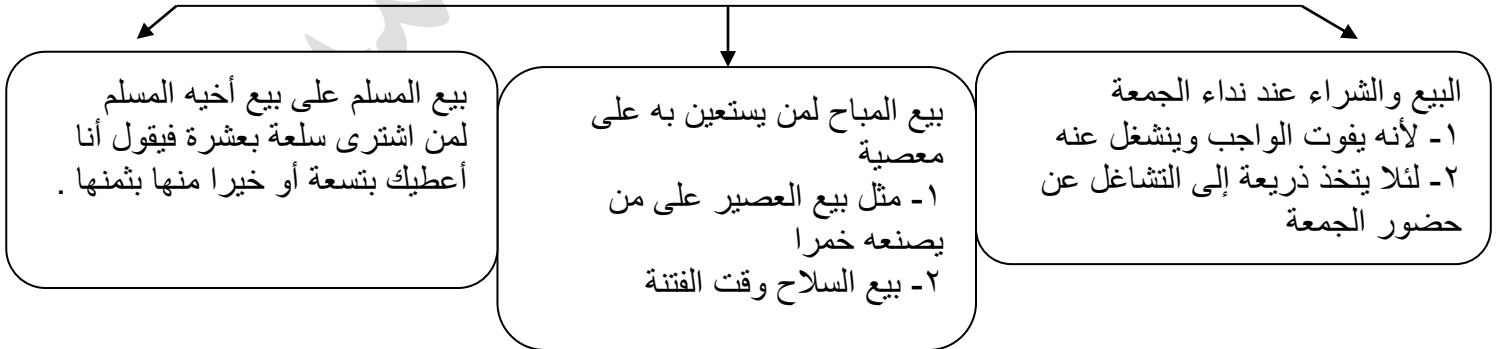 البيع والشراء عند نداء الجمعة
١- لأنه يفوت الواجب وينشغل عنه
٢- لئلا يتخذ ذريعة إلى التشاغل عن
حضور الجمعة
بيع المباح لمن يستعين به على
معصية
١- مثل بيع العصير على من
يصنعه خمرا
٢- بيع السلاح وقت الفتنة
بيع المسلم على بيع أخيه المسلم
لمن اشترى سلعة بعشرة فيقول أنا
أعطيك بتسعة أو خيرا منها بثمنها .